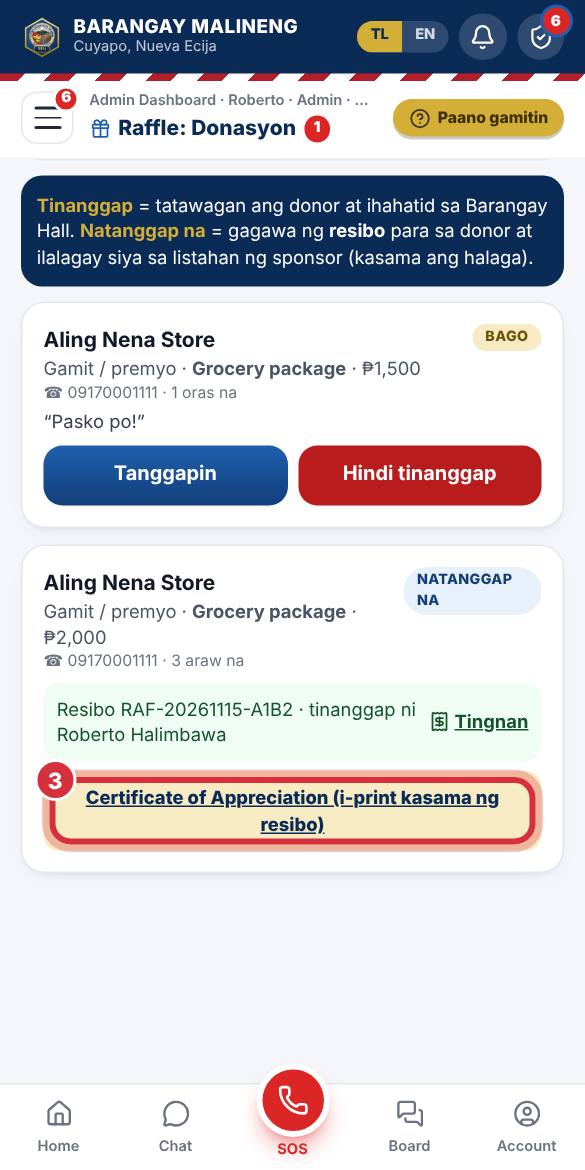 BARANGAY MALINENG
Cuyapo, Nueva Ecija
TL EN
6
6
Admin Dashboard · Roberto · Admin · ...
Raffle: Donasyon 1
Paano gamitin
Tinanggap = tatawagan ang donor at ihahatid sa Barangay
Hall. Natanggap na = gagawa ng resibo para sa donor at
ilalagay siya sa listahan ng sponsor (kasama ang halaga).
Aling Nena Store
BAGO
Gamit / premyo · Grocery package · ₱1,500
☎ 09170001111 · 1 oras na
“Pasko po!”
Tanggapin
Hindi tinanggap
Aling Nena Store
NATANGGAP
NA
Gamit / premyo · Grocery package ·
₱2,000
☎ 09170001111 · 3 araw na
Resibo RAF-20261115-A1B2 · tinanggap ni
Roberto Halimbawa
Tingnan
3
Certificate of Appreciation (i-print kasama ng
resibo)
Home
Chat
SOS
Board
Account